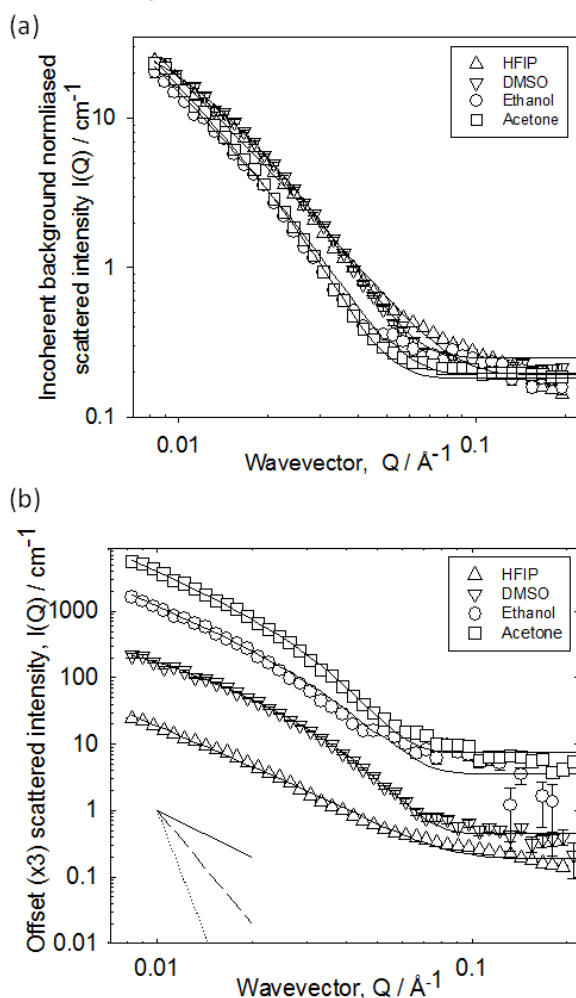 (a)
Incoherent background normliased
scattered intensity I(Q) / cm-1
10
1
0.1
HFIP
DMSO
Ethanol
Acetone
0.01
0.1
Wavevector, Q / Å-1
(b)
Offset (x3) scattered intensity, I(Q) / cm-1
1000
100
10
1
0.1
0.01
HFIP
DMSO
Ethanol
Acetone
0.01
0.1
Wavevector, Q / Å-1